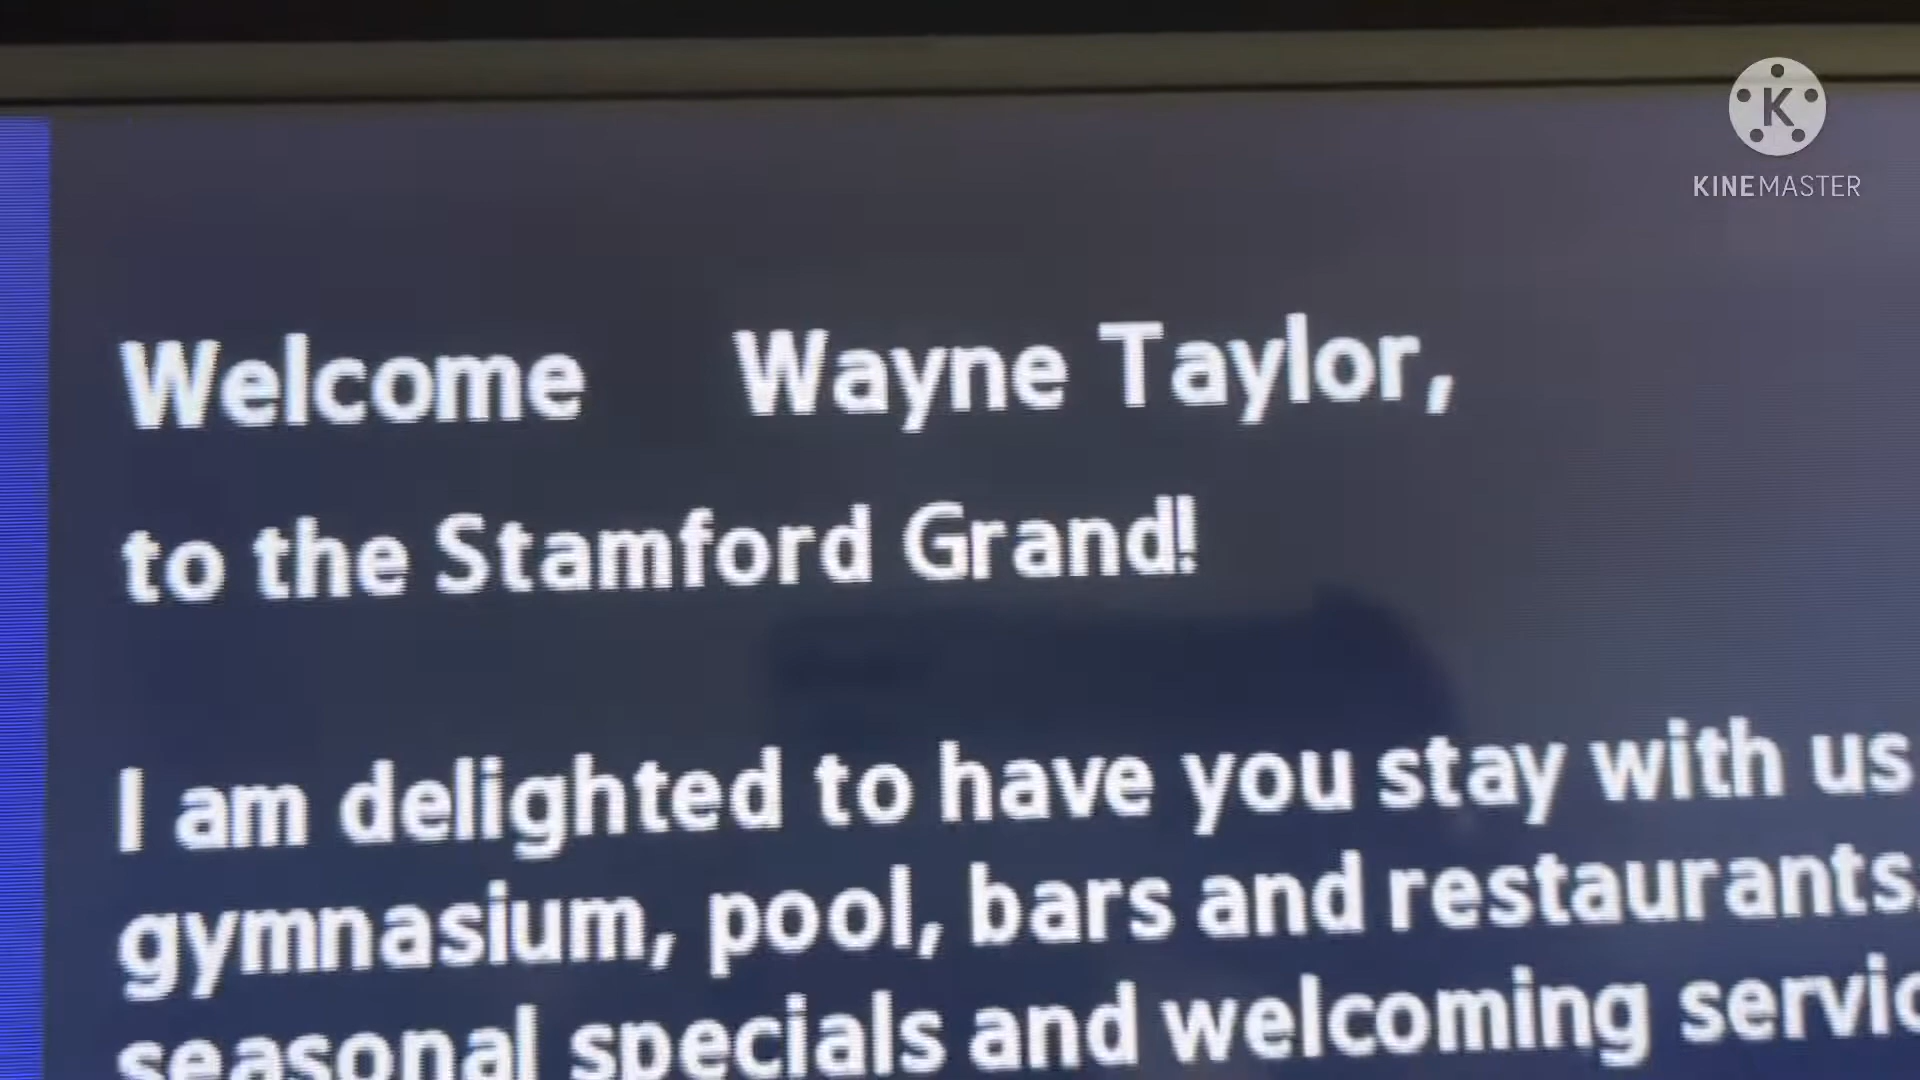 K
KINEMASTER
Welcome Wayne Taylor,
to the Stamford Grand!
I am delighted to have you stay with us
gymnasium, pool, bars and restaurants.
seasonal specials and welcoming